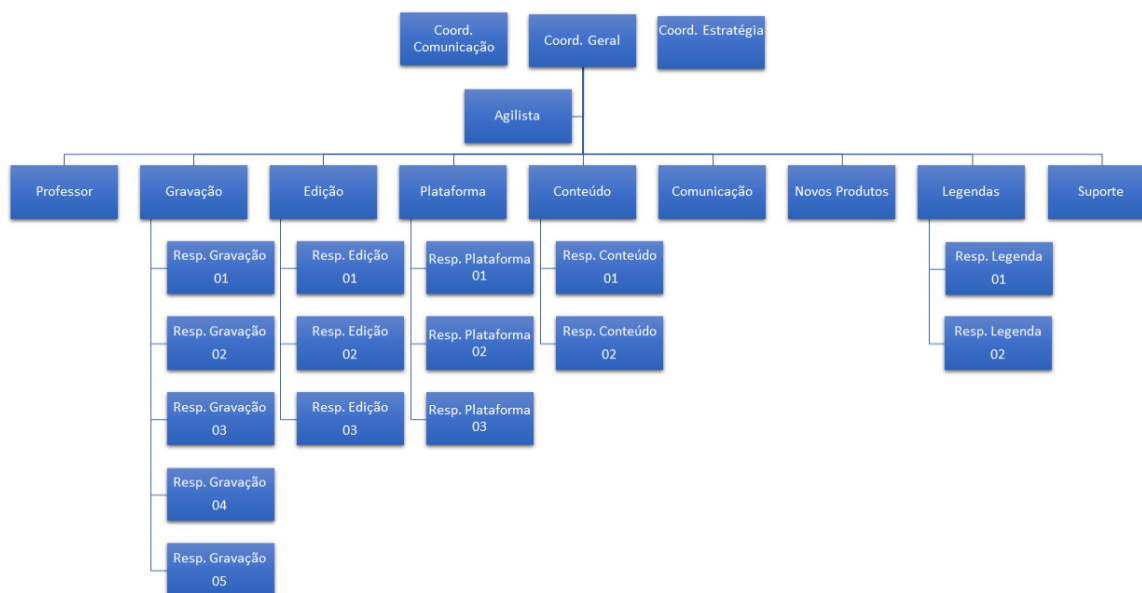 Coord.
Comunicação
Coord. Geral
Coord. Estratégia
Agilista
Professor
Gravação
Edição
Plataforma
Conteúdo
Comunicação
Novos Produtos
Legendas
Suporte
Resp. Gravação
01
Resp. Edição
01
Resp. Plataforma
01
Resp. Conteúdo
01
Resp. Legenda
01
Resp. Gravação
02
Resp. Edição
02
Resp. Plataforma
02
Resp. Conteúdo
02
Resp. Legenda
02
Resp. Gravação
03
Resp. Edição
03
Resp. Plataforma
03
Resp. Gravação
04
Resp. Gravação
05